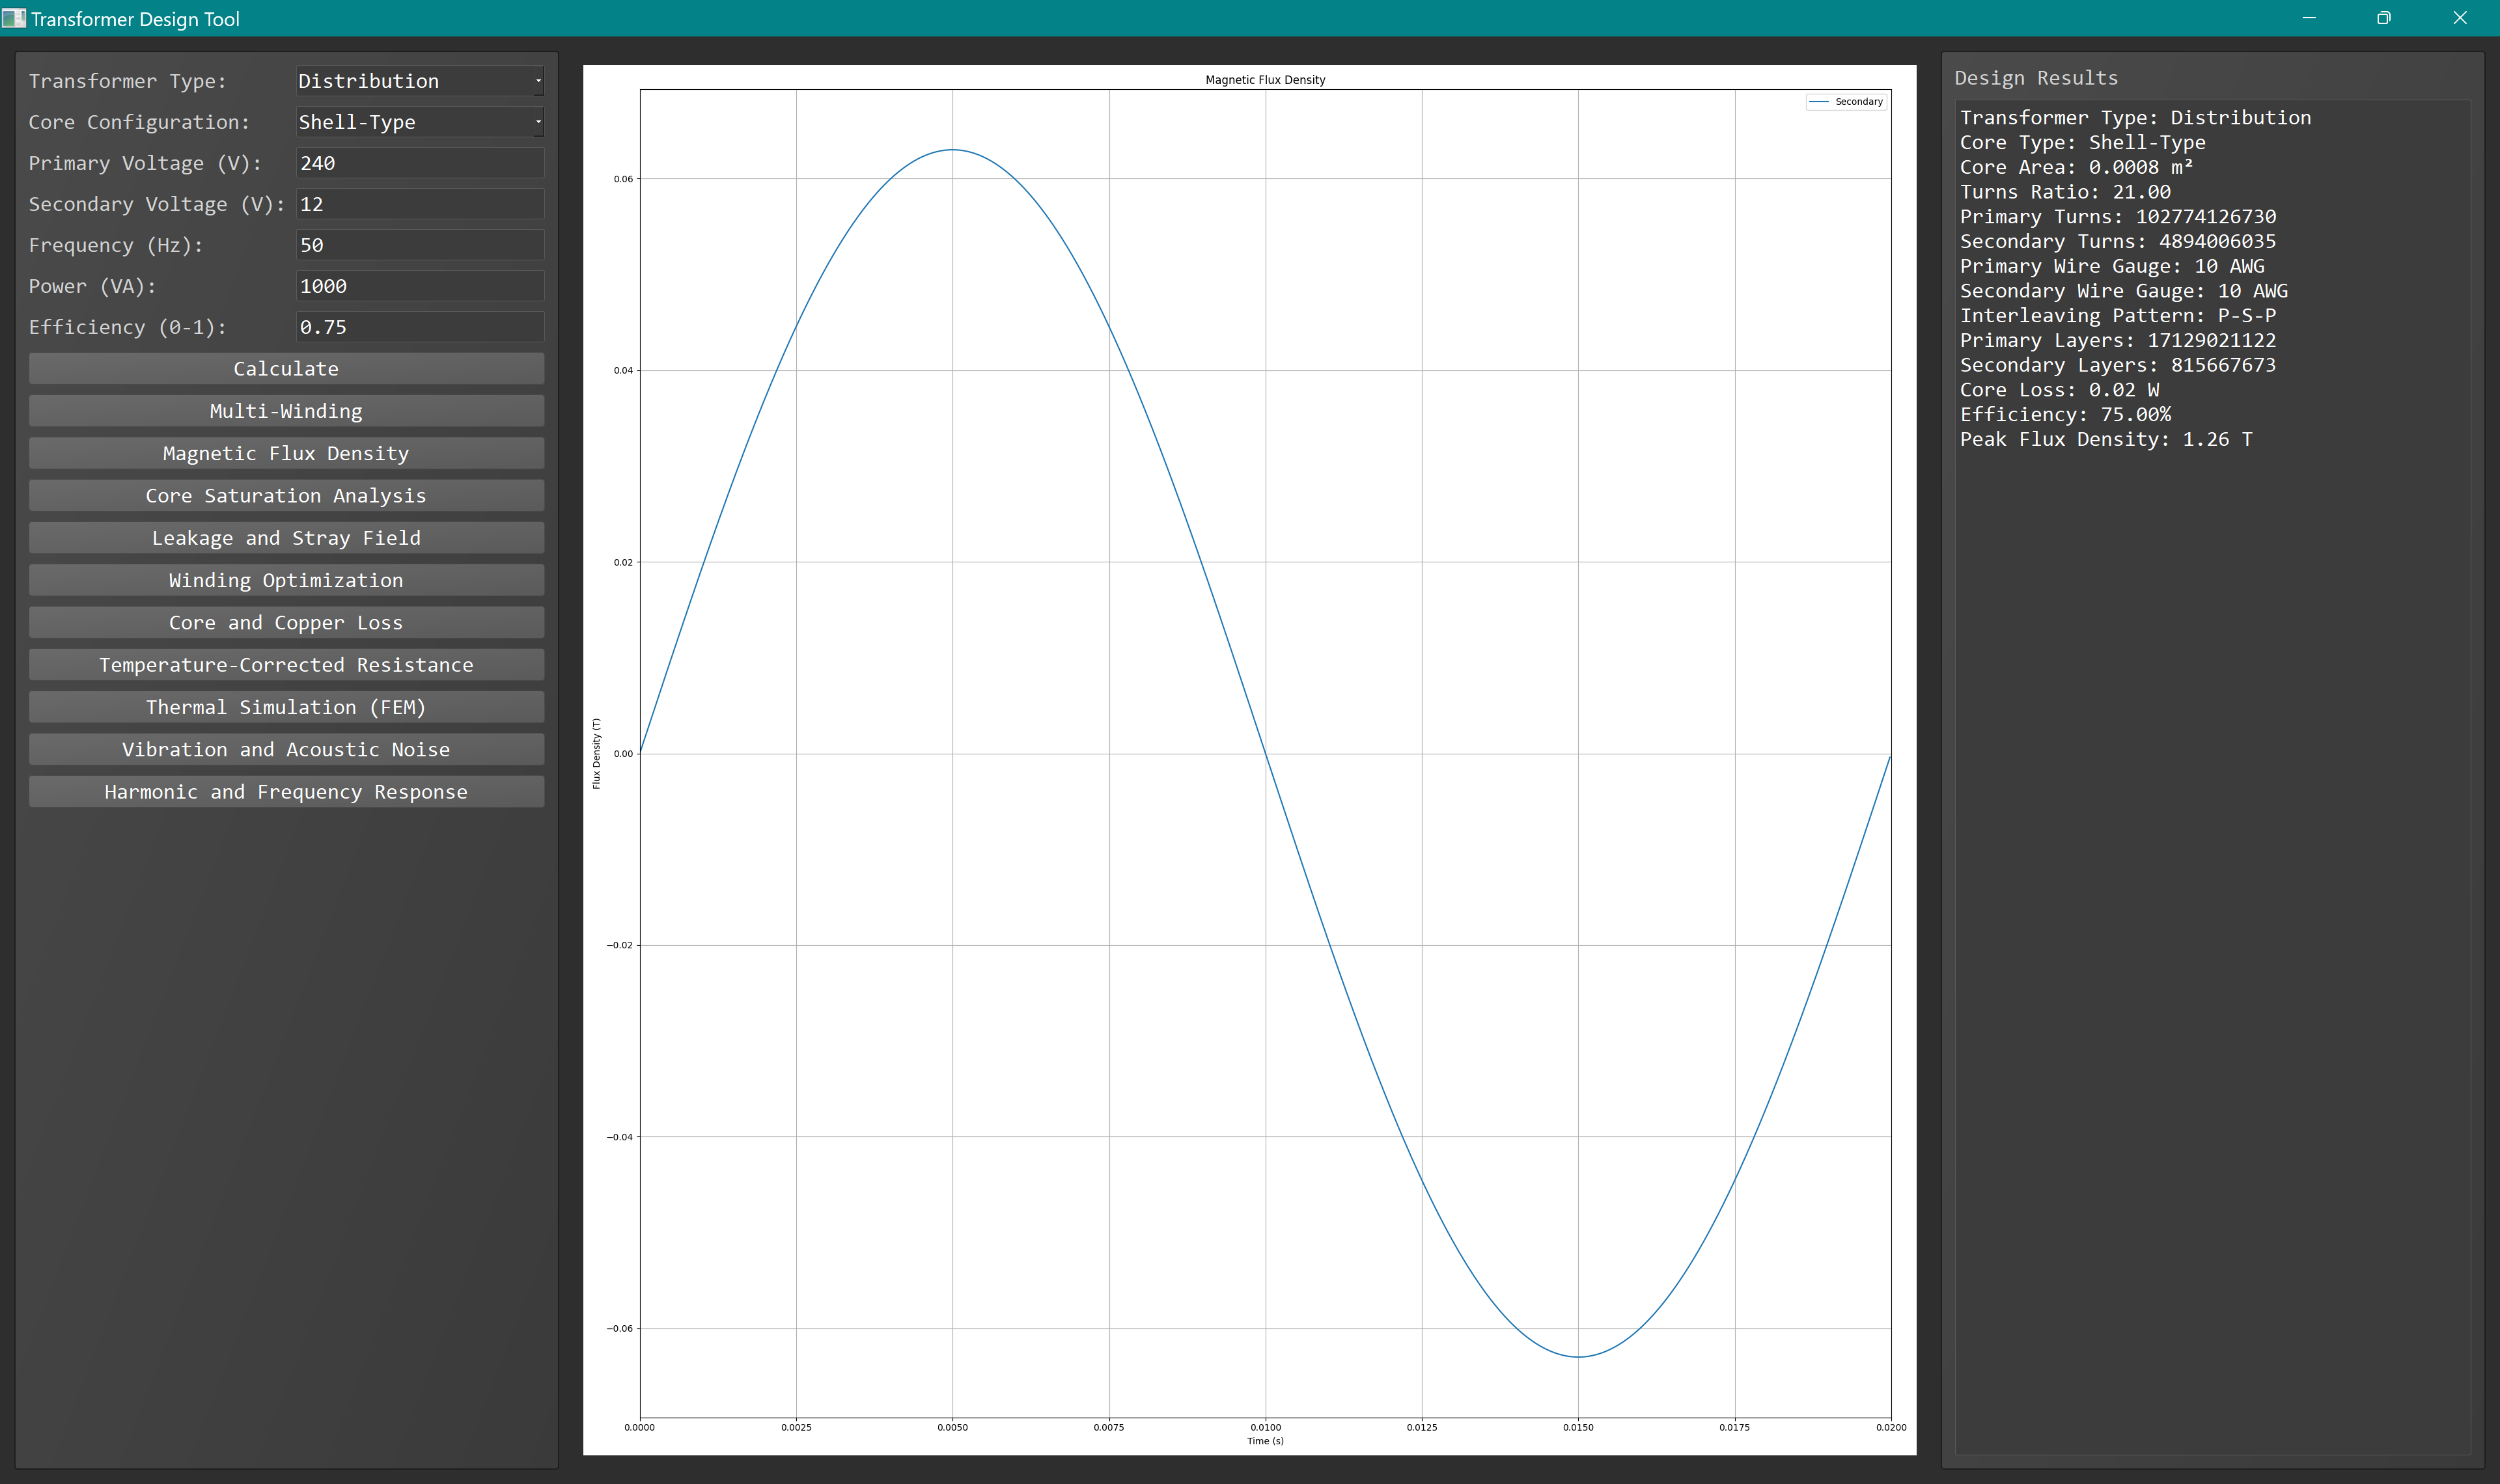 Transformer Design Tool
Transformer Type: Distribution
Core Configuration: Shell-Type
Primary Voltage (V): 240
Secondary Voltage (V): 12
Frequency (Hz): 50
Power (VA): 1000
Efficiency (0-1): 0.75
Calculate
Multi-Winding
Magnetic Flux Density
Core Saturation Analysis
Leakage and Stray Field
Winding Optimization
Core and Copper Loss
Temperature-Corrected Resistance
Thermal Simulation (FEM)
Vibration and Acoustic Noise
Harmonic and Frequency Response
Magnetic Flux Density
Secondary
0.06
0.04
0.02
0.00
−0.02
−0.04
−0.06
Flux Density (T)
0.0000 0.0025 0.0050 0.0075 0.0100 0.0125 0.0150 0.0175 0.0200
Time (s)
Design Results
Transformer Type: Distribution
Core Type: Shell-Type
Core Area: 0.0008 m²
Turns Ratio: 21.00
Primary Turns: 102774126730
Secondary Turns: 4894006035
Primary Wire Gauge: 10 AWG
Secondary Wire Gauge: 10 AWG
Interleaving Pattern: P-S-P
Primary Layers: 17129021122
Secondary Layers: 815667673
Core Loss: 0.02 W
Efficiency: 75.00%
Peak Flux Density: 1.26 T